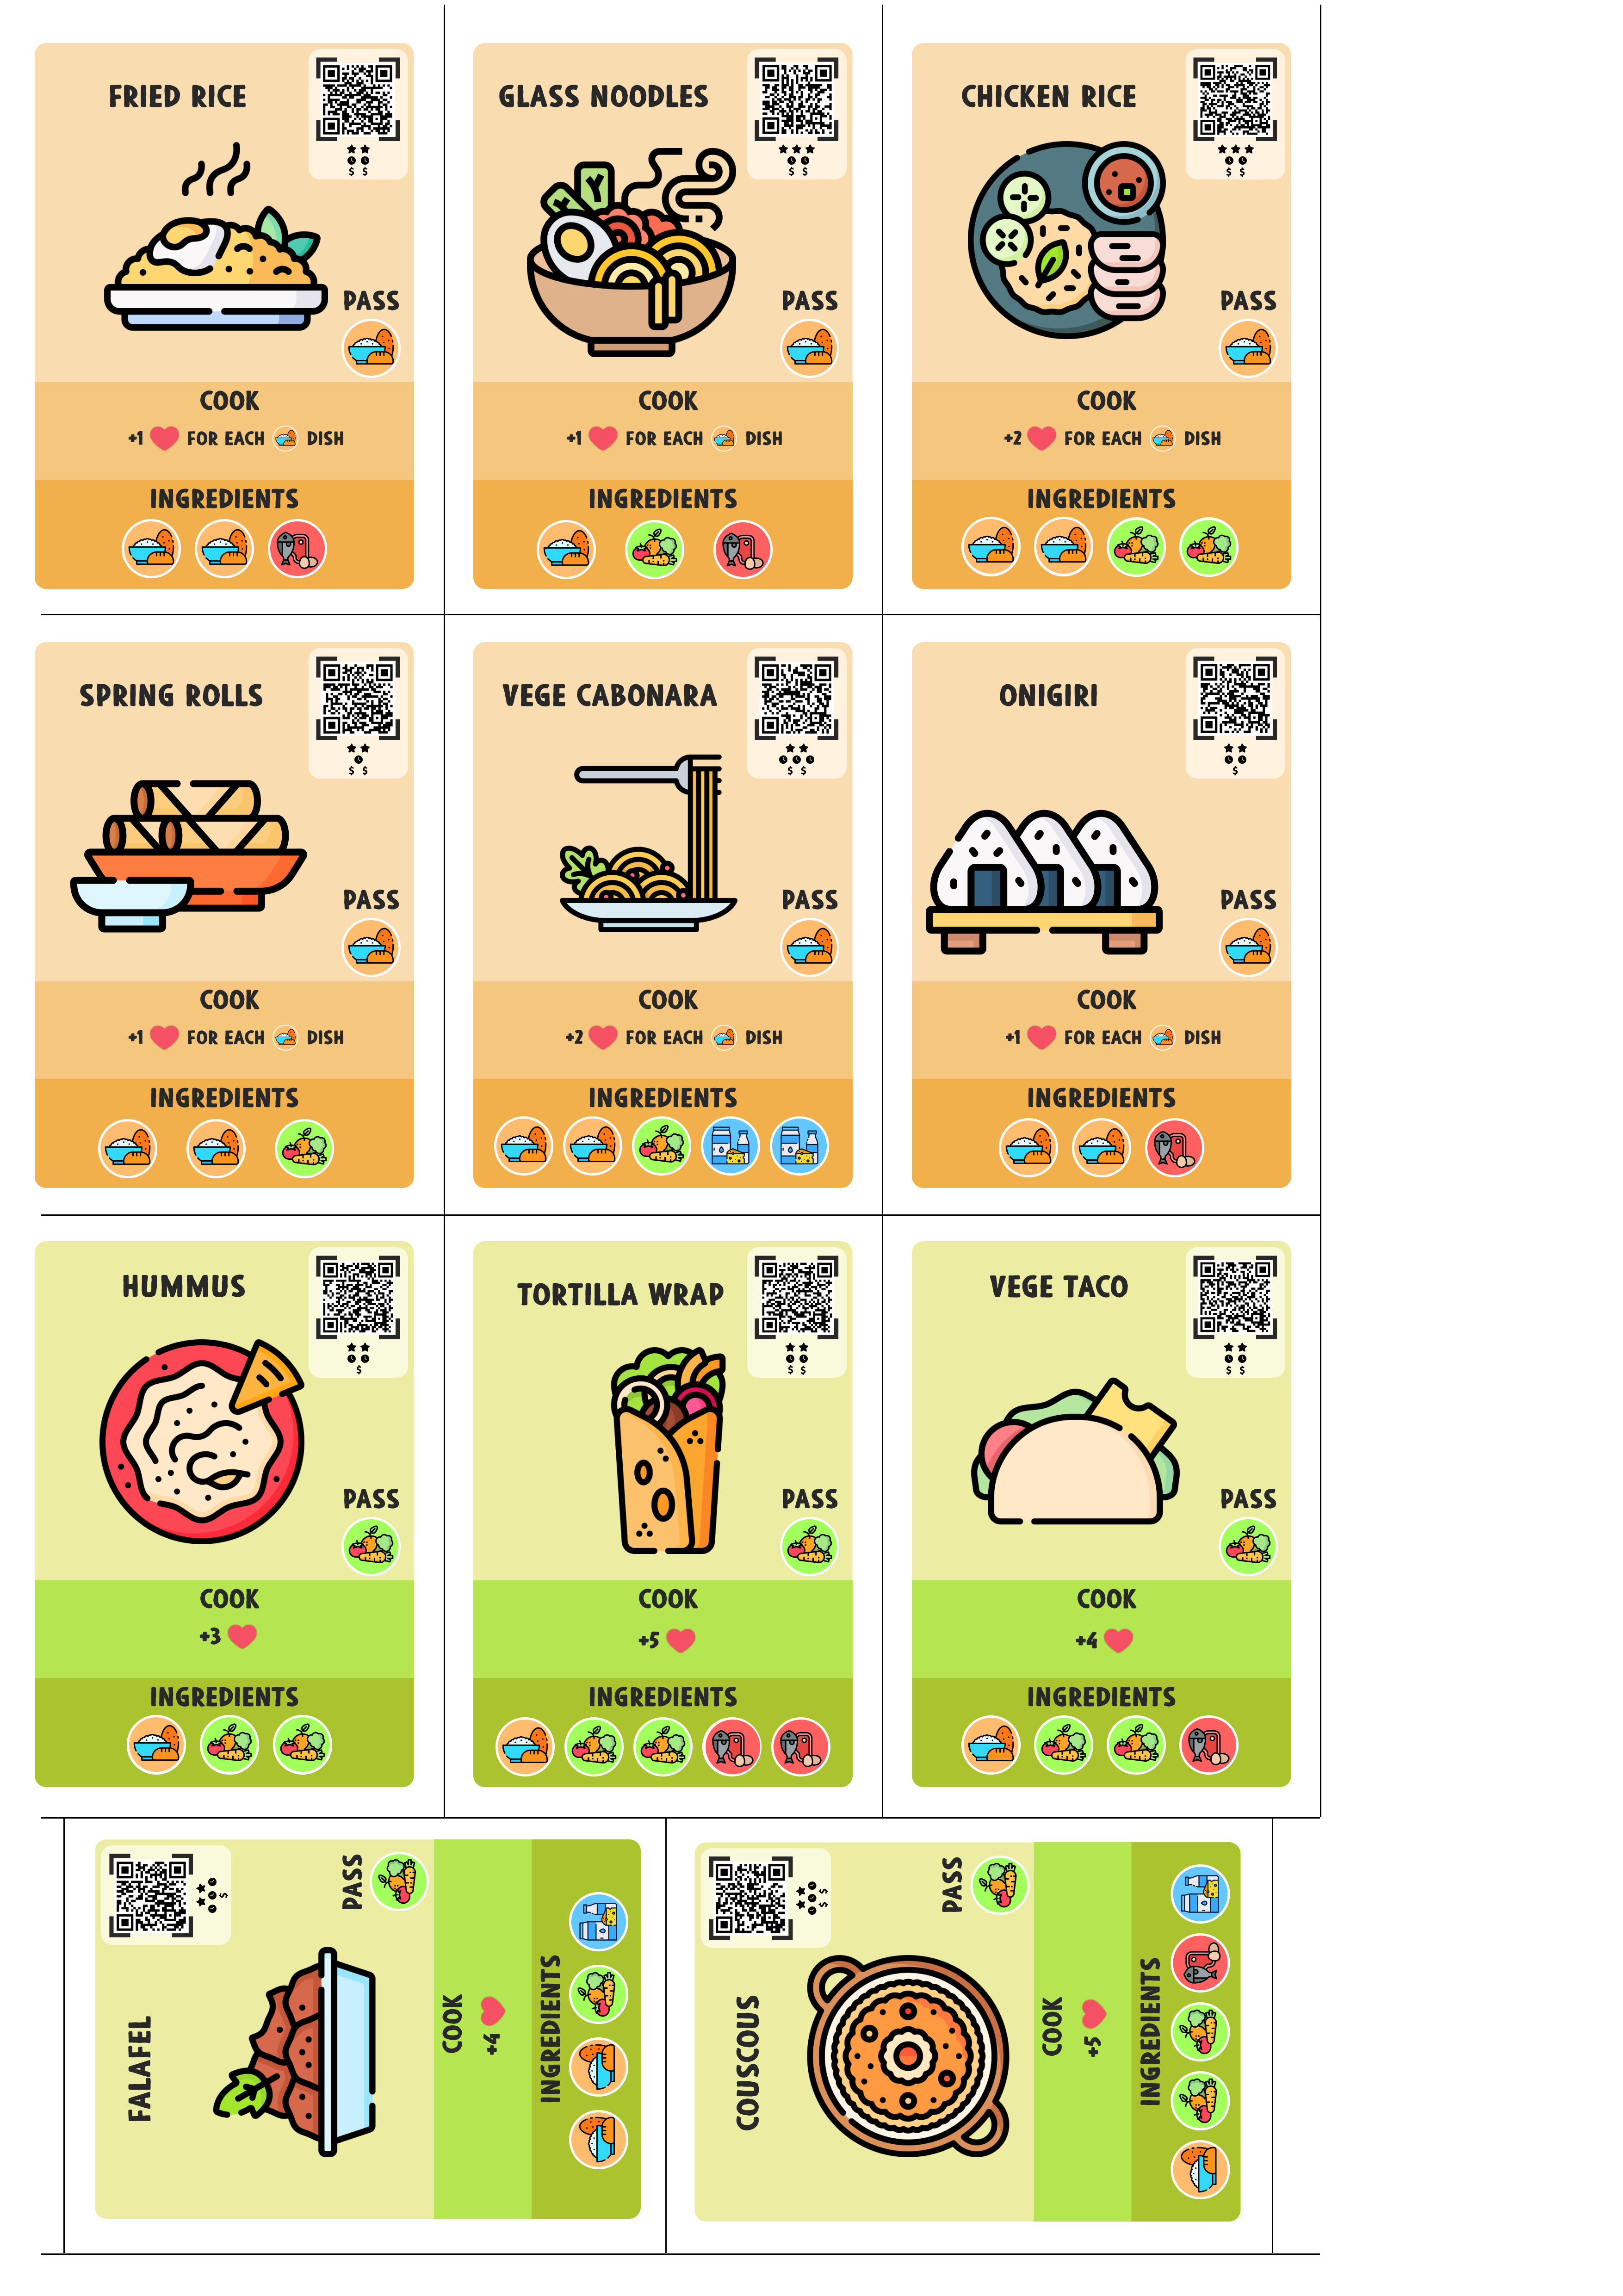 FRIED RICE
$ $
PASS
COOK
+1 FOR EACH DISH
INGREDIENTS
GLASS NOODLES
$ $
PASS
COOK
+1 FOR EACH DISH
INGREDIENTS
CHICKEN RICE
$ $
PASS
COOK
+2 FOR EACH DISH
INGREDIENTS
SPRING ROLLS
$ $
PASS
COOK
+1 FOR EACH DISH
INGREDIENTS
VEGE CABONARA
$ $
PASS
COOK
+2 FOR EACH DISH
INGREDIENTS
ONIGIRI
$
PASS
COOK
+1 FOR EACH DISH
INGREDIENTS
HUMMUS
$
PASS
COOK
+3
INGREDIENTS
TORTILLA WRAP
$ $
PASS
COOK
+5
INGREDIENTS
VEGE TACO
$ $
PASS
COOK
+4
INGREDIENTS
FALAFEL
$
PASS
COOK
+4
INGREDIENTS
COUSCOUS
$ $
PASS
COOK
+5
INGREDIENTS